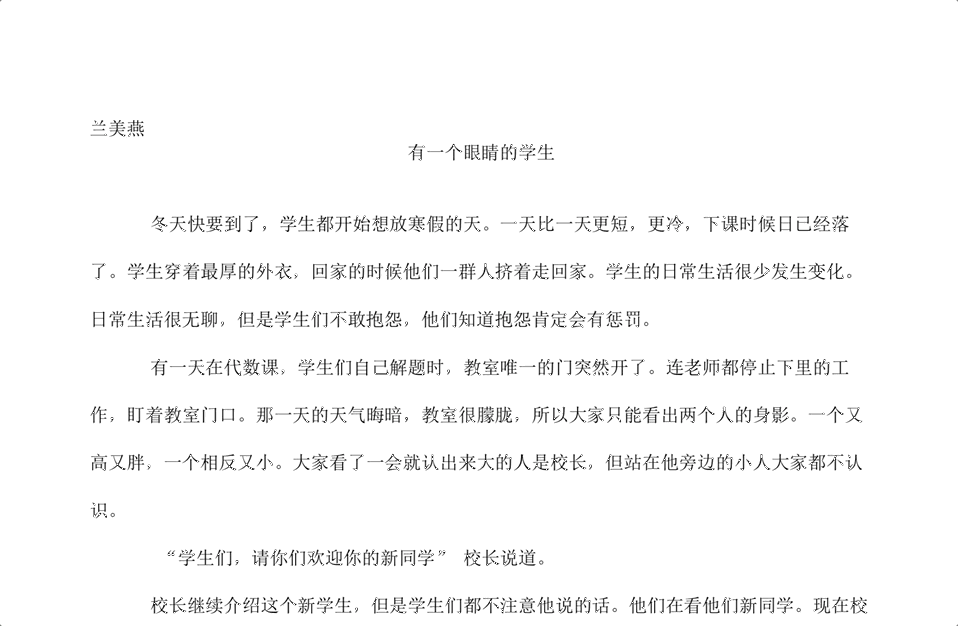 兰美燕
有一个眼睛的学生
冬天快要到了，学生都开始想放寒假的天。一天比一天更短，更冷，下课时候日已经落
了。学生穿着最厚的外衣，回家的时候他们一群人挤着走回家。学生的日常生活很少发生变化。
日常生活很无聊，但是学生们不敢抱怨，他们知道抱怨肯定会有惩罚。
有一天在代数课，学生们自己解题时，教室唯一的门突然开了。连老师都停止下里的工
作，盯着教室门口。那一天的天气晦暗，教室很朦胧，所以大家只能看出两个人的身影。一个又
高又胖，一个相反又小。大家看了一会就认出来大的人是校长，但站在他旁边的小人大家都不认
识。
“学生们，请你们欢迎你的新同学” 校长说道。
校长继续介绍这个新学生，但是学生们都不注意他说的话。他们在看他们新同学。现在校